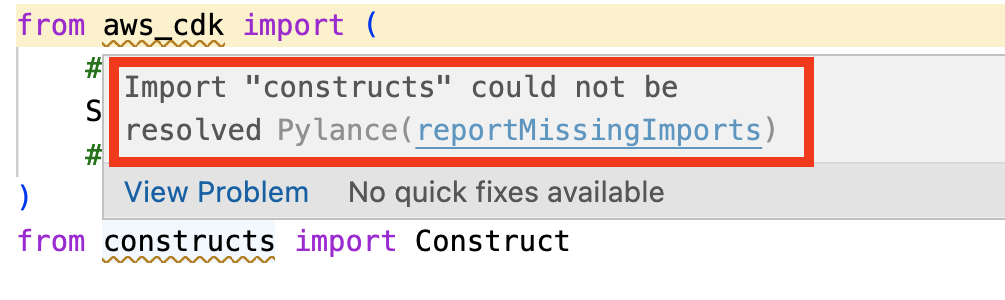 from aws_cdk import (
#
Import "constructs" could not be
S
resolved Pylance(reportMissingImports)
#
View Problem No quick fixes available
)
from constructs import Construct